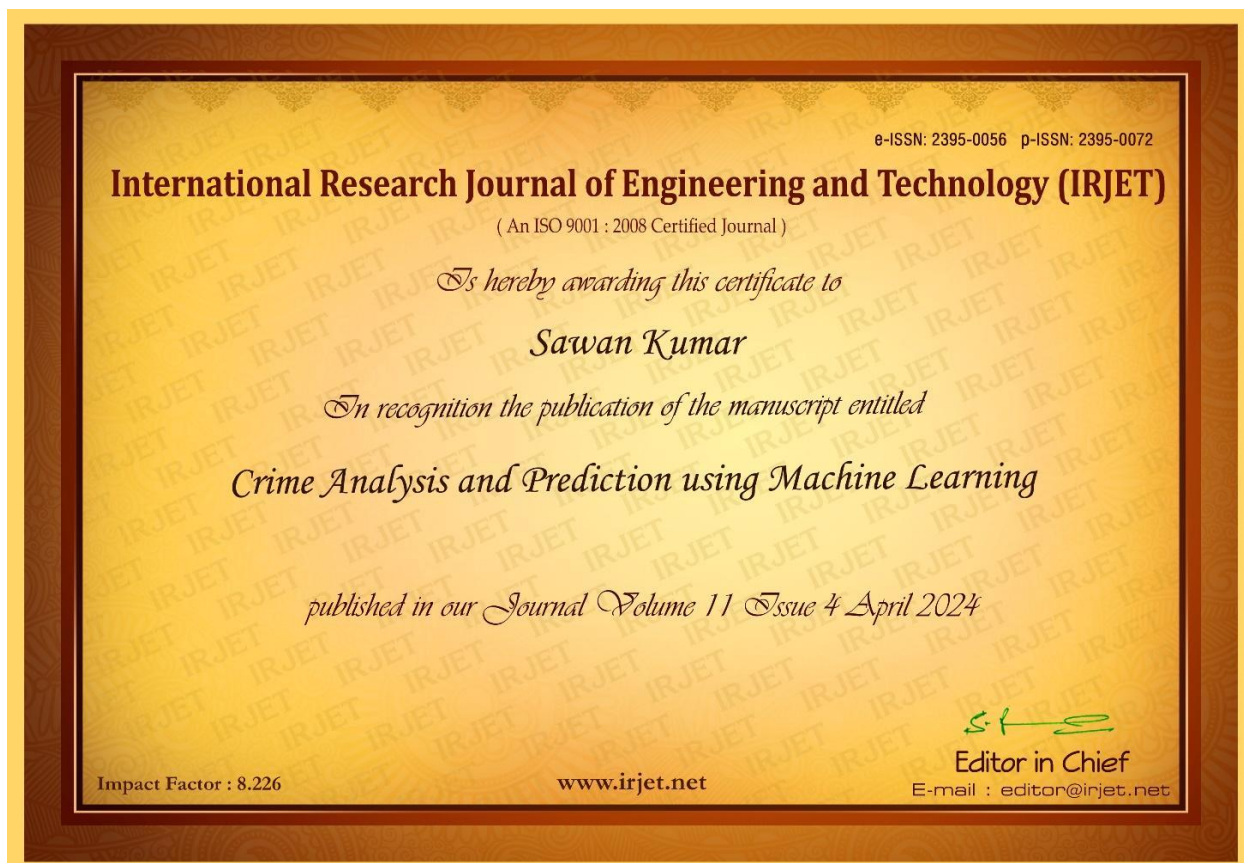 e-ISSN: 2395-0056 p-ISSN: 2395-0072
International Research Journal of Engineering and Technology (IRJET)
( An ISO 9001 : 2008 Certified Journal )
Is hereby awarding this certificate to
Sawan Kumar
In recognition the publication of the manuscript entitled
Crime Analysis and Prediction using Machine Learning
published in our Journal Volume 11 Issue 4 April 2024
Editor in Chief
Impact Factor : 8.226
www.irjet.net
E-mail : editor@irjet.net